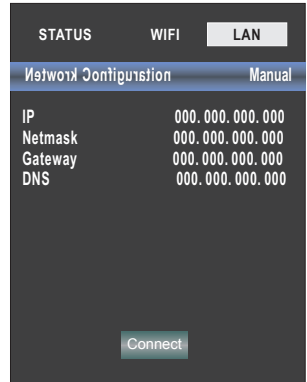 STATUS WIFI LAN
Network Configuration Manual
IP 000.000.000.000
Netmask 000.000.000.000
Gateway 000.000.000.000
DNS 000.000.000.000
Connect